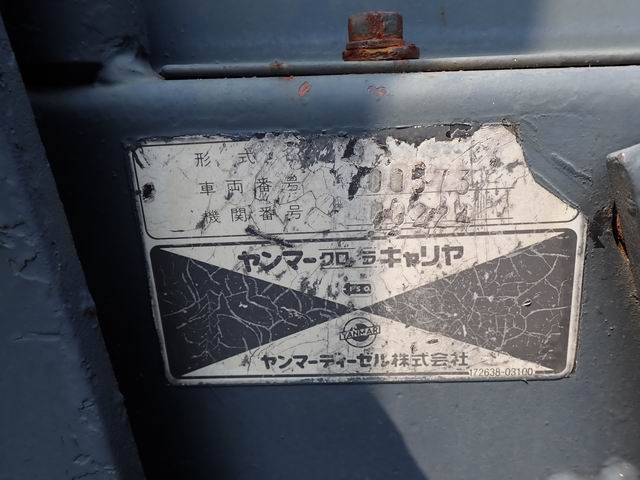 形式
車両番号 00573
機関番号
ヤンマークローラキャリヤ
YANMAR
ヤンマーディーゼル株式会社
172638-03100